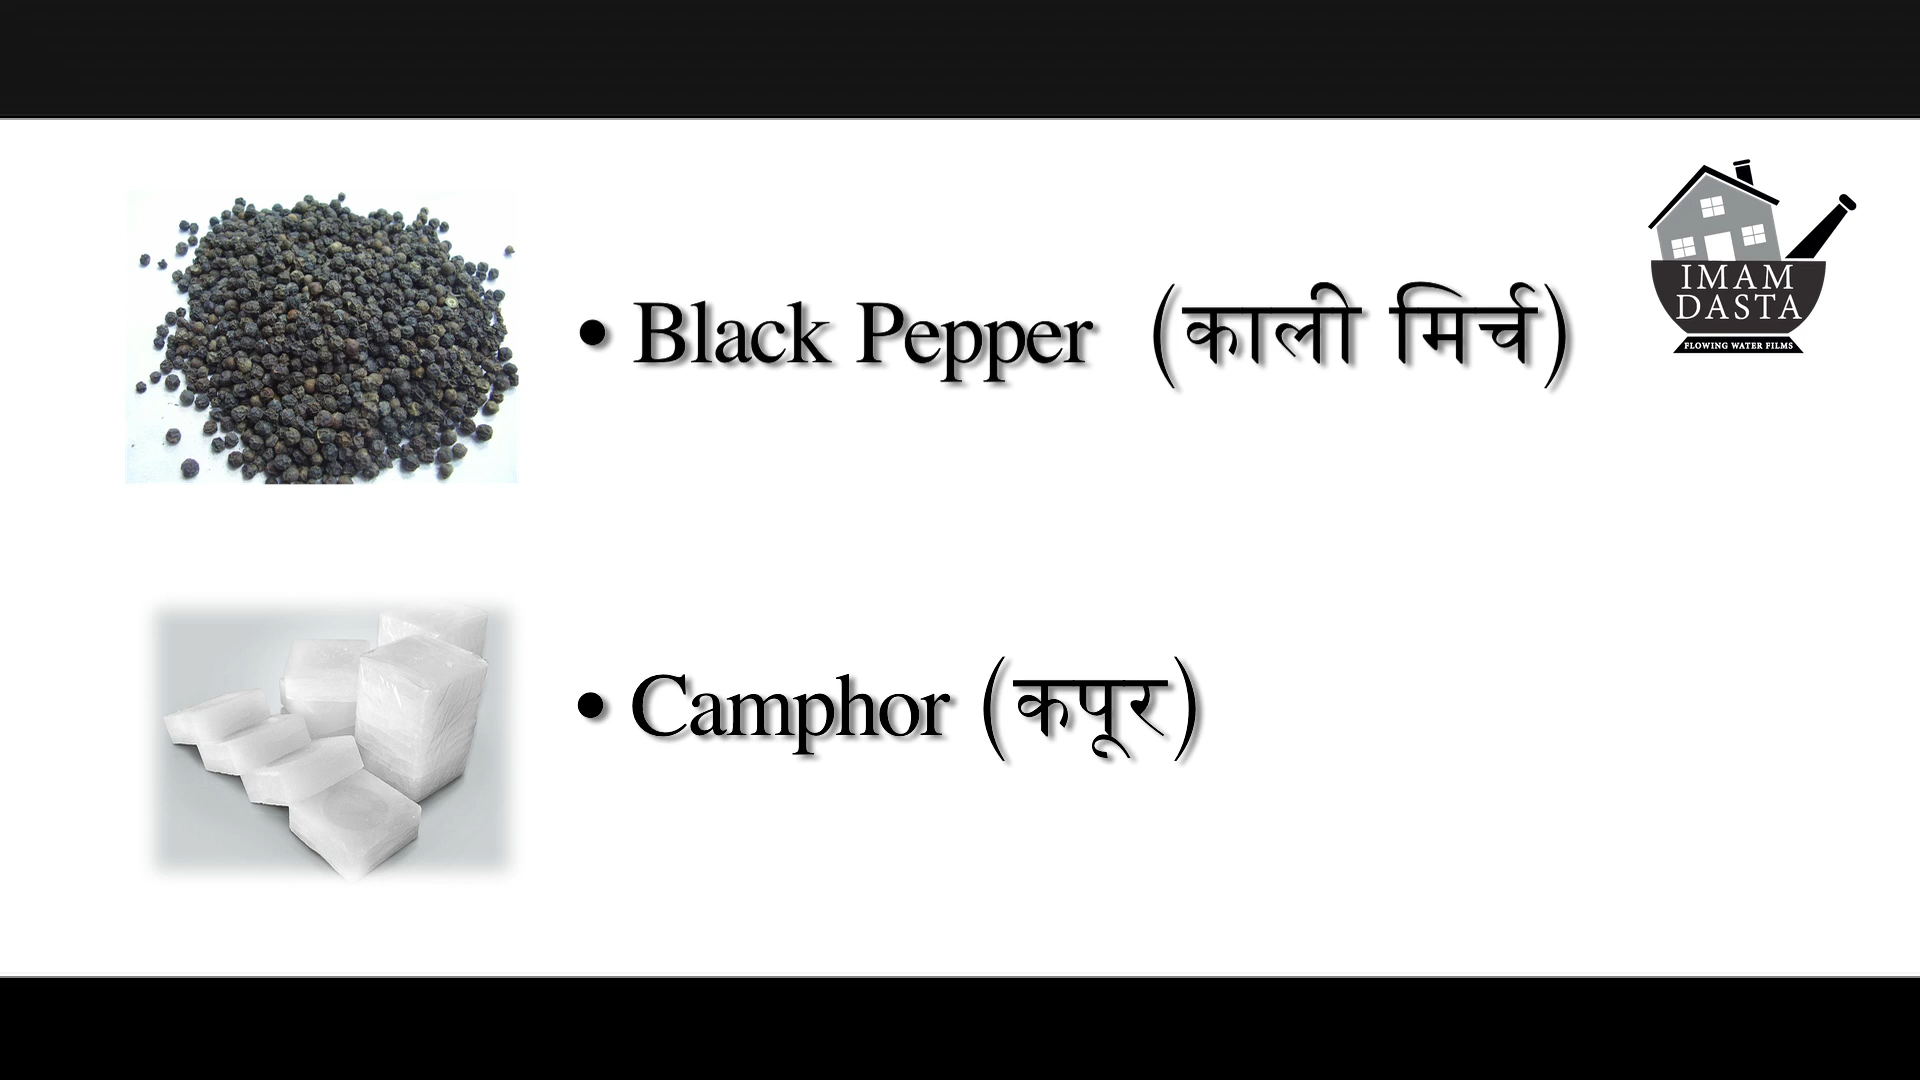 • Black Pepper (काली मिर्च)
IMAM
DASTA
FLOWING WATER FILMS
• Camphor (कपूर)